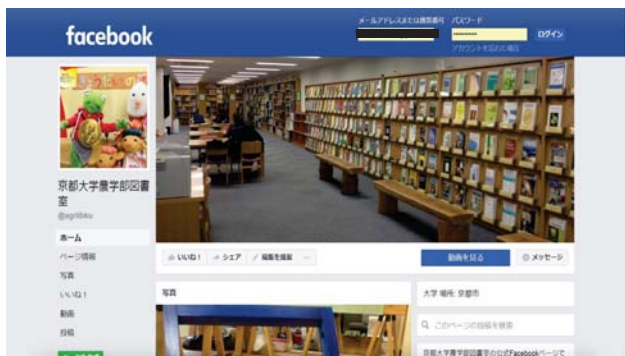 facebook
メールアドレスまたは携帯番号 パスワード
ログイン
アカウントを忘れた場合
京都大学農学部図書
室
@agrlibku
ホーム
ページ情報
写真
いいね！
動画
投稿
いいね！ シェア 編集を提案 ...
動画を見る メッセージ
写真
大学 場所: 京都市
このページの投稿を検索
京都大学農学部図書室の公式Facebookページで